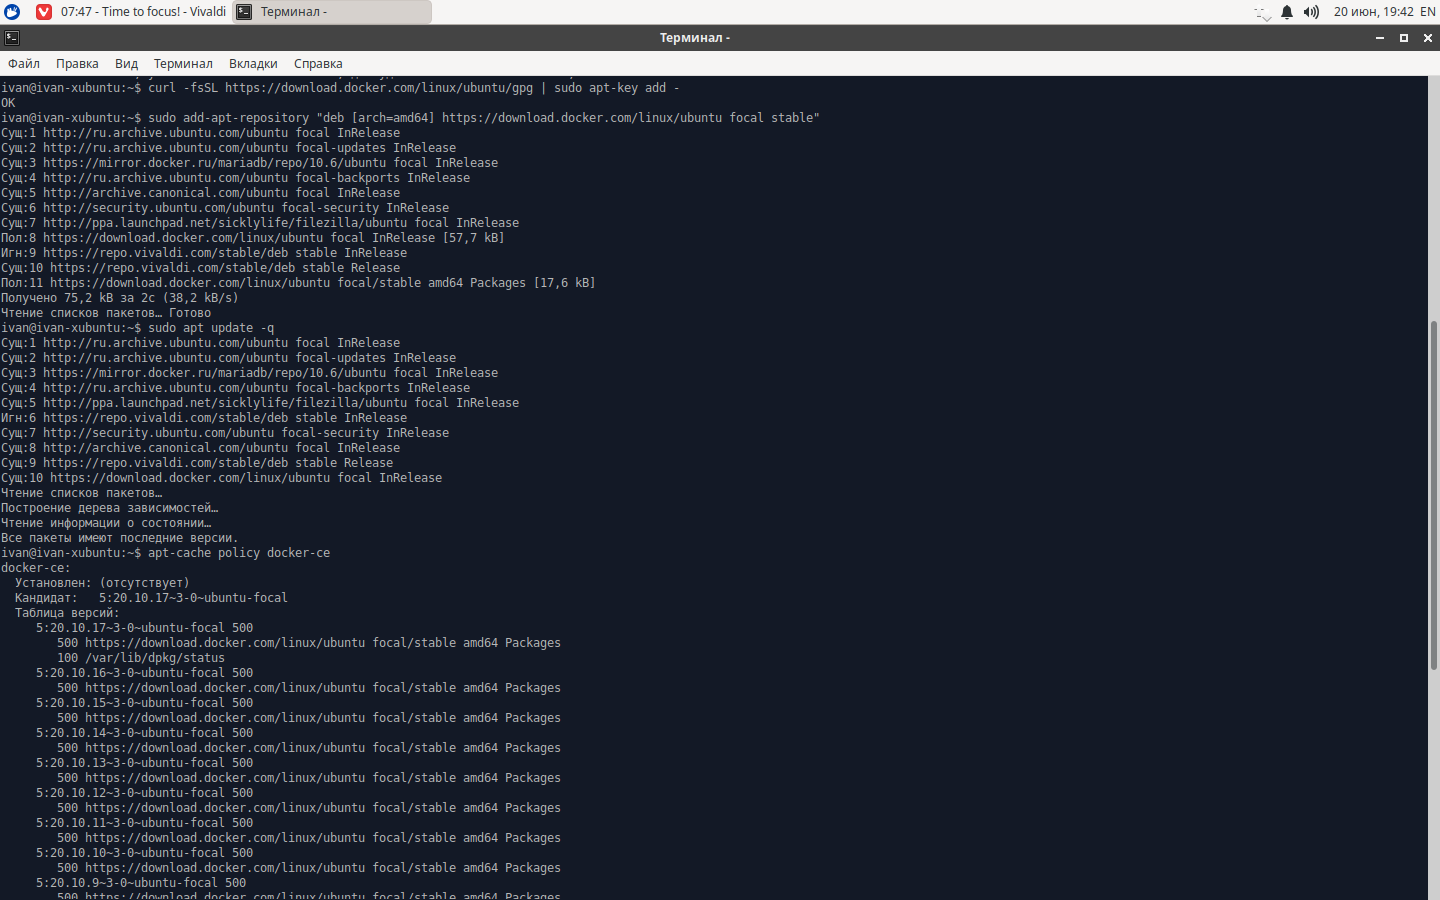 07:47 - Time to focus! - Vivaldi
Терминал -
20 июн, 19:42 EN
Терминал -
Файл Правка Вид Терминал Вкладки Справка
ivan@ivan-xubuntu:~$ curl -fsSL https://download.docker.com/linux/ubuntu/gpg | sudo apt-key add -
OK
ivan@ivan-xubuntu:~$ sudo add-apt-repository "deb [arch=amd64] https://download.docker.com/linux/ubuntu focal stable"
Сущ:1 http://ru.archive.ubuntu.com/ubuntu focal InRelease
Сущ:2 http://ru.archive.ubuntu.com/ubuntu focal-updates InRelease
Сущ:3 https://mirror.docker.ru/mariadb/repo/10.6/ubuntu focal InRelease
Сущ:4 http://ru.archive.ubuntu.com/ubuntu focal-backports InRelease
Сущ:5 http://archive.canonical.com/ubuntu focal InRelease
Сущ:6 http://security.ubuntu.com/ubuntu focal-security InRelease
Сущ:7 http://ppa.launchpad.net/sicklylife/filezilla/ubuntu focal InRelease
Пол:8 https://download.docker.com/linux/ubuntu focal InRelease [57,7 kB]
Игн:9 https://repo.vivaldi.com/stable/deb stable InRelease
Сущ:10 https://repo.vivaldi.com/stable/deb stable Release
Пол:11 https://download.docker.com/linux/ubuntu focal/stable amd64 Packages [17,6 kB]
Получено 75,2 kB за 2с (38,2 kB/s)
Чтение списков пакетов… Готово
ivan@ivan-xubuntu:~$ sudo apt update -q
Сущ:1 http://ru.archive.ubuntu.com/ubuntu focal InRelease
Сущ:2 http://ru.archive.ubuntu.com/ubuntu focal-updates InRelease
Сущ:3 https://mirror.docker.ru/mariadb/repo/10.6/ubuntu focal InRelease
Сущ:4 http://ru.archive.ubuntu.com/ubuntu focal-backports InRelease
Сущ:5 http://ppa.launchpad.net/sicklylife/filezilla/ubuntu focal InRelease
Игн:6 https://repo.vivaldi.com/stable/deb stable InRelease
Сущ:7 http://security.ubuntu.com/ubuntu focal-security InRelease
Сущ:8 http://archive.canonical.com/ubuntu focal InRelease
Сущ:9 https://repo.vivaldi.com/stable/deb stable Release
Сущ:10 https://download.docker.com/linux/ubuntu focal InRelease
Чтение списков пакетов…
Построение дерева зависимостей…
Чтение информации о состоянии…
Все пакеты имеют последние версии.
ivan@ivan-xubuntu:~$ apt-cache policy docker-ce
docker-ce:
Установлен: (отсутствует)
Кандидат: 5:20.10.17~3-0~ubuntu-focal
Таблица версий:
5:20.10.17~3-0~ubuntu-focal 500
500 https://download.docker.com/linux/ubuntu focal/stable amd64 Packages
100 /var/lib/dpkg/status
5:20.10.16~3-0~ubuntu-focal 500
500 https://download.docker.com/linux/ubuntu focal/stable amd64 Packages
5:20.10.15~3-0~ubuntu-focal 500
500 https://download.docker.com/linux/ubuntu focal/stable amd64 Packages
5:20.10.14~3-0~ubuntu-focal 500
500 https://download.docker.com/linux/ubuntu focal/stable amd64 Packages
5:20.10.13~3-0~ubuntu-focal 500
500 https://download.docker.com/linux/ubuntu focal/stable amd64 Packages
5:20.10.12~3-0~ubuntu-focal 500
500 https://download.docker.com/linux/ubuntu focal/stable amd64 Packages
5:20.10.11~3-0~ubuntu-focal 500
500 https://download.docker.com/linux/ubuntu focal/stable amd64 Packages
5:20.10.10~3-0~ubuntu-focal 500
500 https://download.docker.com/linux/ubuntu focal/stable amd64 Packages
5:20.10.9~3-0~ubuntu-focal 500
500 https://download.docker.com/linux/ubuntu focal/stable amd64 Packages